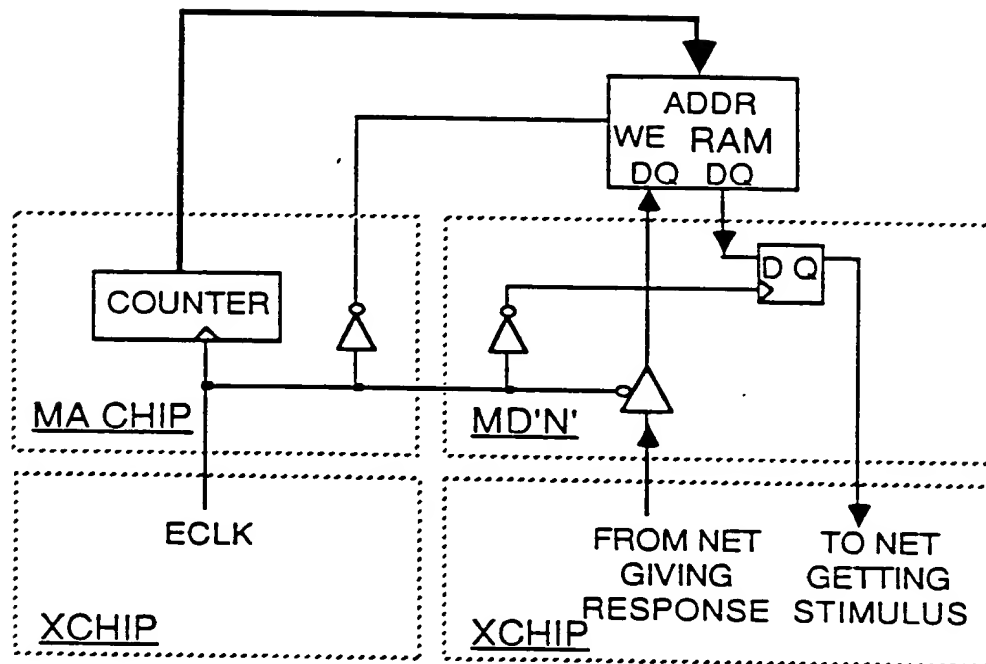 ADDR
WE RAM
DQ DQ
D Q
COUNTER
MA CHIP
MD'N'
ECLK
XCHIP
FROM NET
GIVING
RESPONSE
TO NET
GETTING
STIMULUS
XCHIP